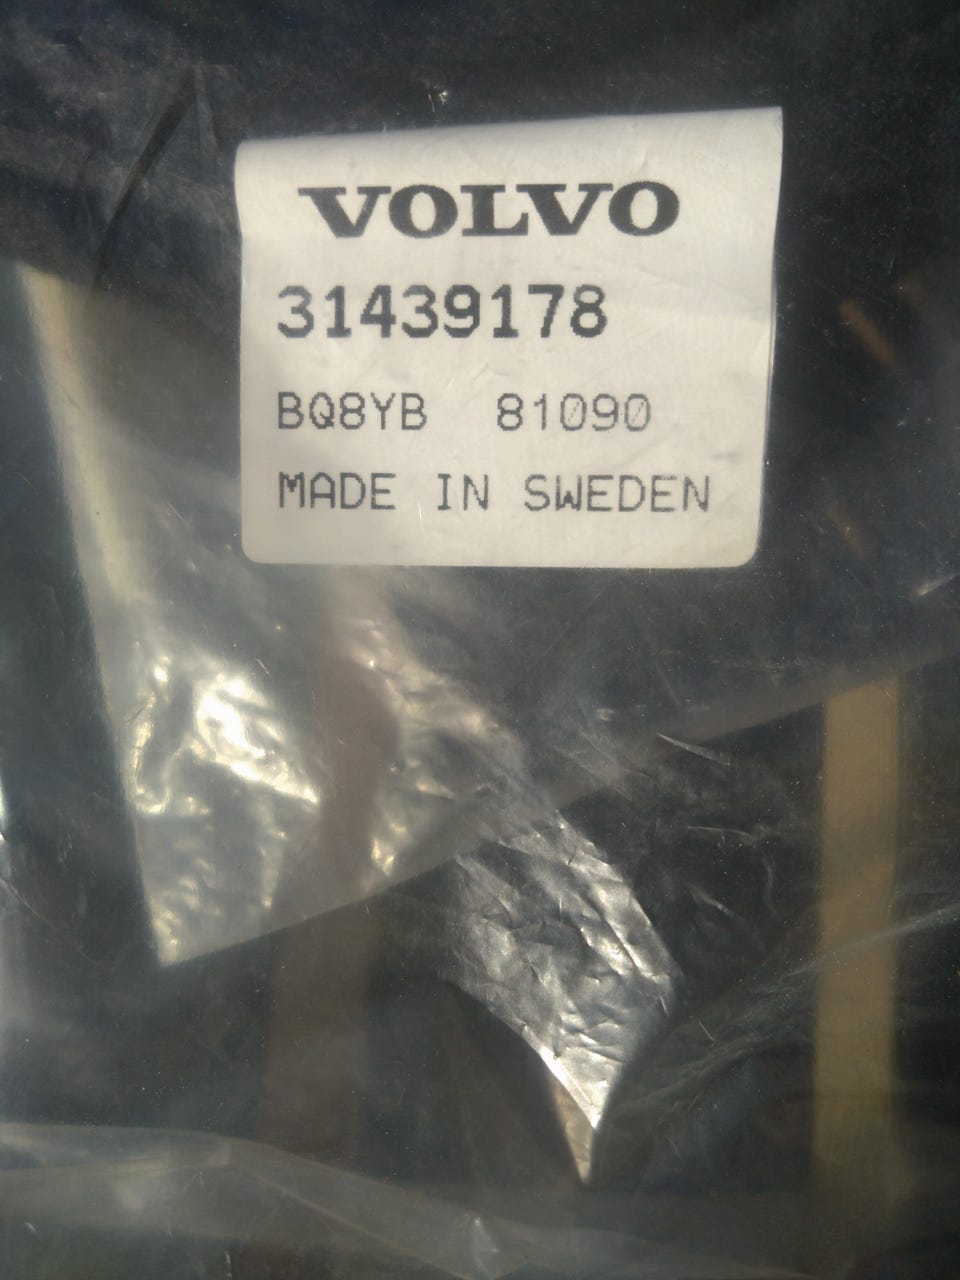 VOLVO
31439178
BQ8YB 81090
MADE IN SWEDEN